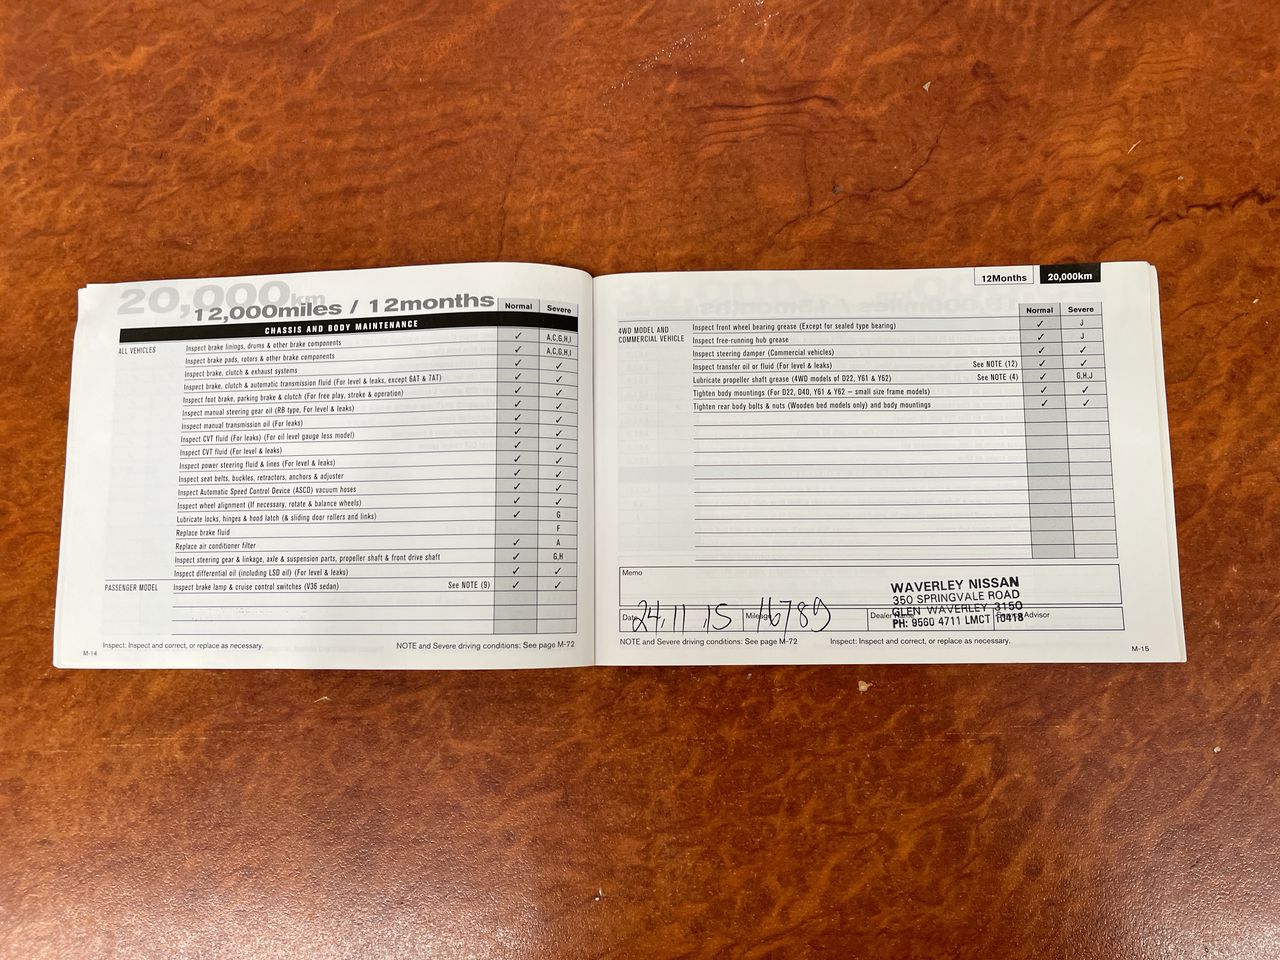 20,000km
12,000miles / 12months
Normal Severe
CHASSIS AND BODY MAINTENANCE
ALL VEHICLES Inspect brake linings, drums & other brake components ✓ A,C,G,H,I
Inspect brake pads, rotors & other brake components ✓ A,C,G,H,I
Inspect brake, clutch & exhaust systems ✓ ✓
Inspect brake, clutch & automatic transmission fluid (For level & leaks, except 6AT & 7AT) ✓ ✓
Inspect foot brake, parking brake & clutch (For free play, stroke & operation) ✓ ✓
Inspect manual steering gear oil (RB type, For level & leaks) ✓ ✓
Inspect manual transmission oil (For leaks) ✓ ✓
Inspect CVT fluid (For leaks) (For oil level gauge less model) ✓ ✓
Inspect CVT fluid (For level & leaks) ✓ ✓
Inspect power steering fluid & lines (For level & leaks) ✓ ✓
Inspect seat belts, buckles, retractors, anchors & adjuster ✓ ✓
Inspect Automatic Speed Control Device (ASCD) vacuum hoses ✓ ✓
Inspect wheel alignment (If necessary, rotate & balance wheels) ✓ ✓
Lubricate locks, hinges & hood latch (& sliding door rollers and links) ✓ G
Replace brake fluid F
Replace air conditioner filter ✓ A
Inspect steering gear & linkage, axle & suspension parts, propeller shaft & front drive shaft ✓ G,H
Inspect differential oil (including LSD oil) (For level & leaks) ✓ ✓
PASSENGER MODEL Inspect brake lamp & cruise control switches (V36 sedan) See NOTE (9) ✓ ✓
Inspect: Inspect and correct, or replace as necessary. NOTE and Severe driving conditions: See page M-72
M-14
12Months 20,000km
Normal Severe
4WD MODEL AND COMMERCIAL VEHICLE Inspect front wheel bearing grease (Except for sealed type bearing) ✓ J
Inspect free-running hub grease ✓ J
Inspect steering damper (Commercial vehicles) ✓ ✓
Inspect transfer oil or fluid (For level & leaks) See NOTE (12) ✓ ✓
Lubricate propeller shaft grease (4WD models of D22, Y61 & Y62) See NOTE (4) ✓ G,H,J
Tighten body mountings (For D22, D40, Y61 & Y62 – small size frame models) ✓ ✓
Tighten rear body bolts & nuts (Wooden bed models only) and body mountings ✓ ✓
Memo
WAVERLEY NISSAN
350 SPRINGVALE ROAD
GLEN WAVERLEY 3150
PH: 9560 4711 LMCT 10418
Date 24.11.15 Mileage 16789 Dealer Advisor
NOTE and Severe driving conditions: See page M-72 Inspect: Inspect and correct, or replace as necessary.
M-15